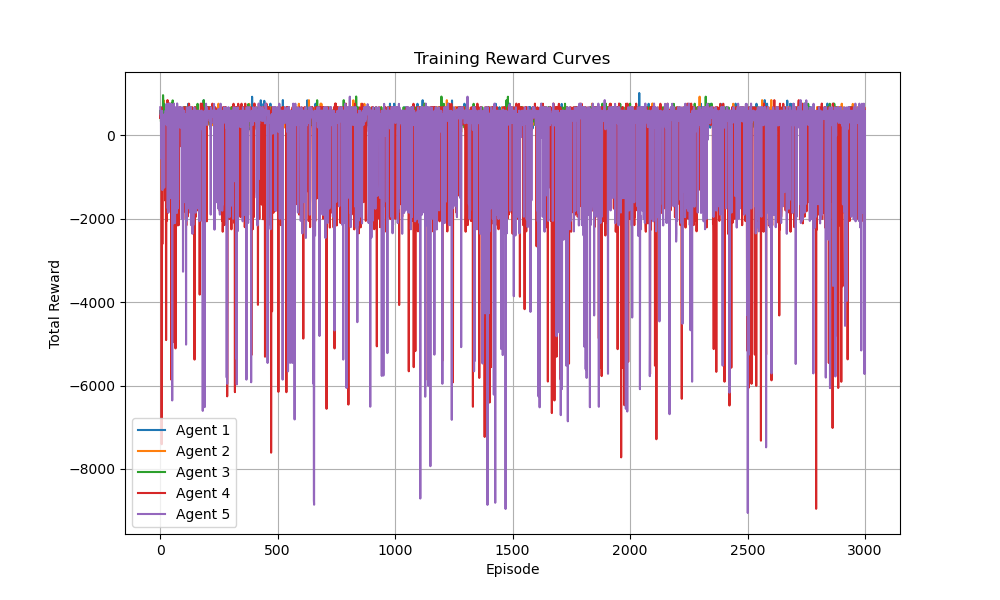 Training Reward Curves
Total Reward
0
−2000
−4000
−6000
−8000
Agent 1
Agent 2
Agent 3
Agent 4
Agent 5
0 500 1000 1500 2000 2500 3000
Episode